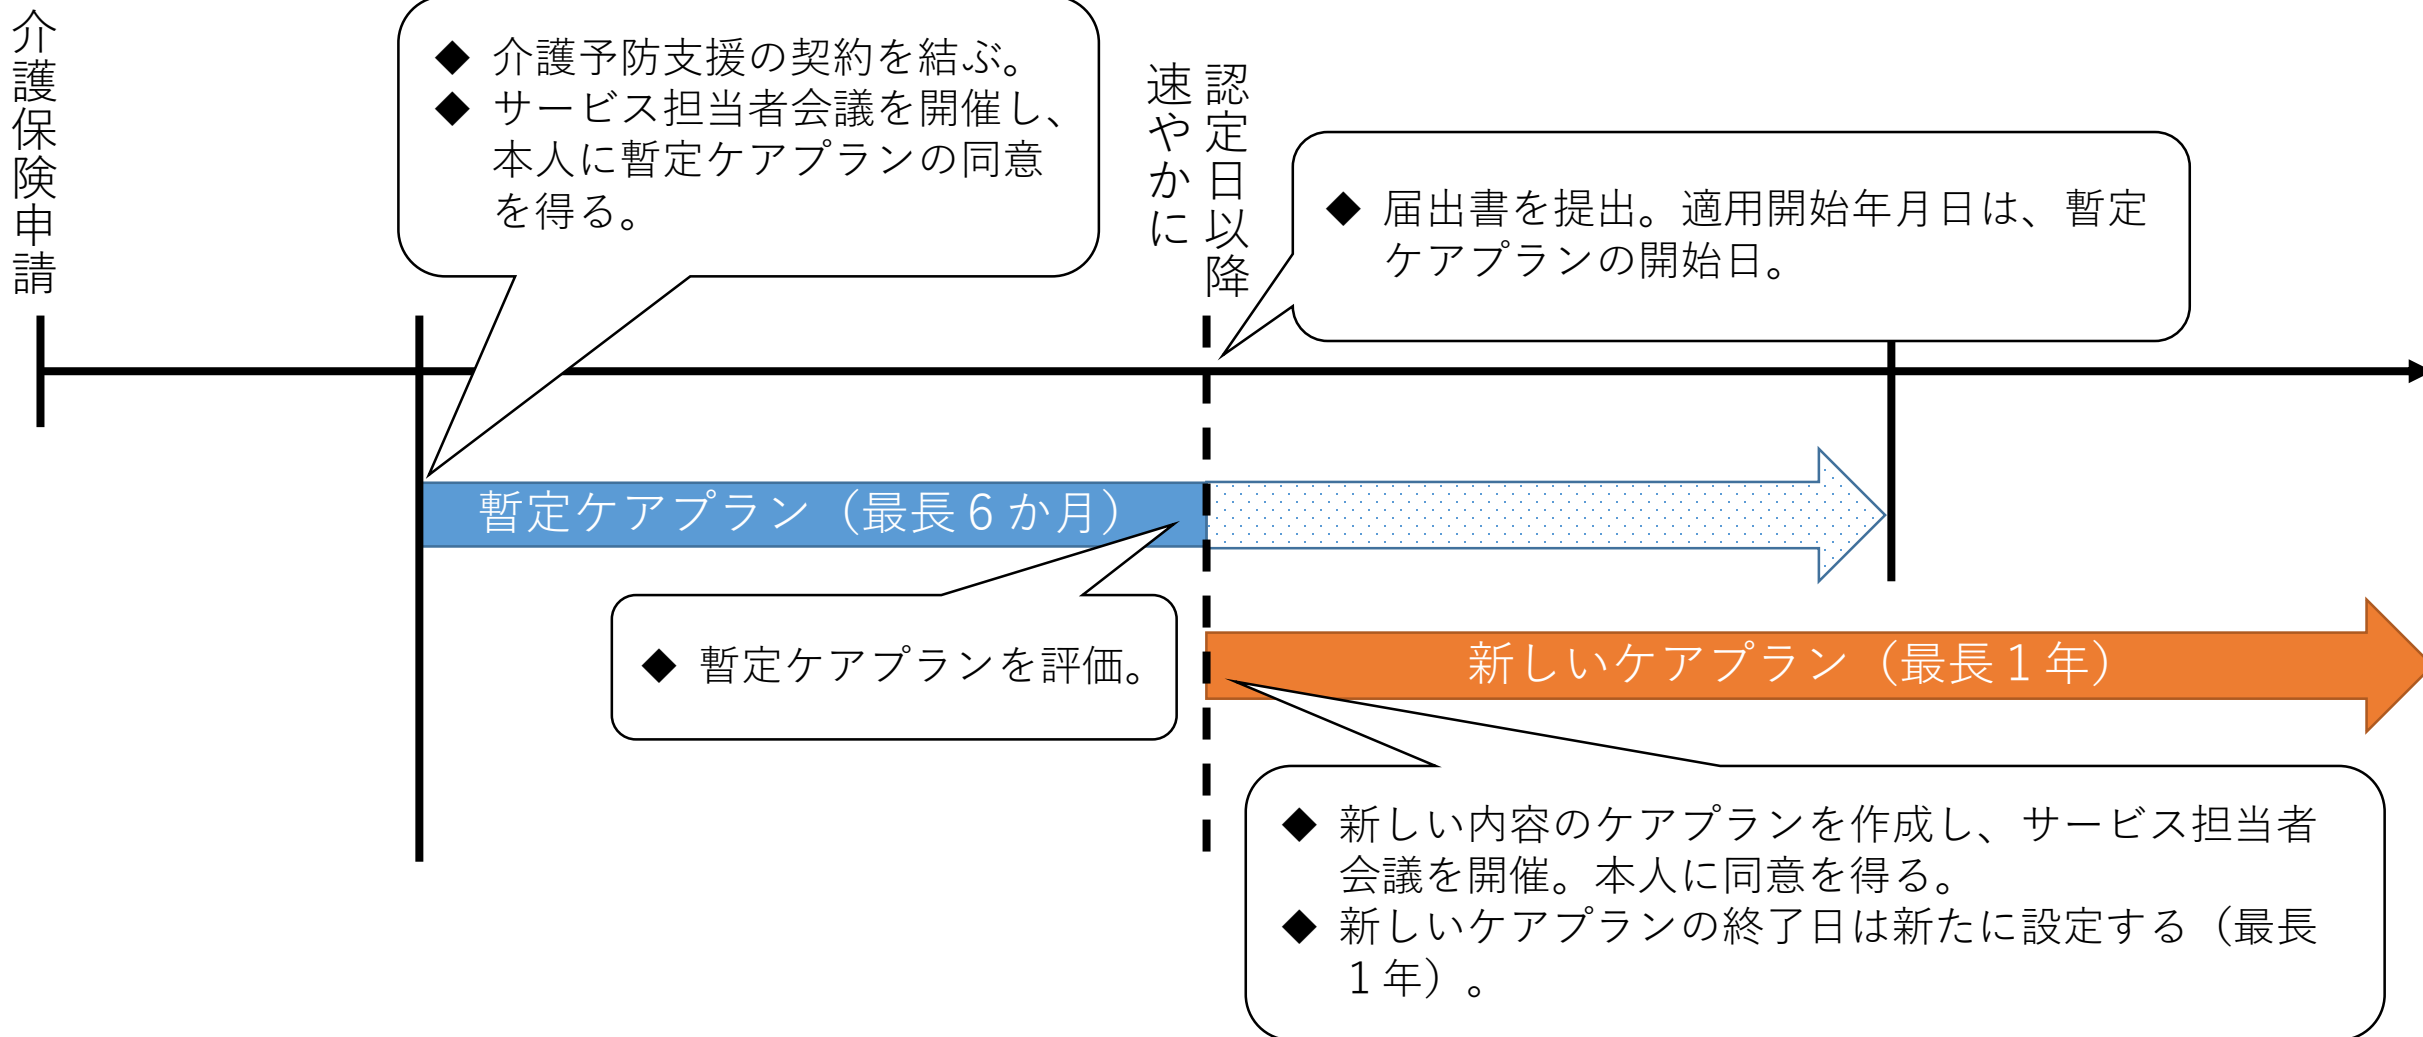 介護保険申請
◆ 介護予防支援の契約を結ぶ。
◆ サービス担当者会議を開催し、
本人に暫定ケアプランの同意
を得る。
認定日以降
速やかに
◆ 届出書を提出。適用開始年月日は、暫定
ケアプランの開始日。
暫定ケアプラン（最長６か月）
◆ 暫定ケアプランを評価。
新しいケアプラン（最長１年）
◆ 新しい内容のケアプランを作成し、サービス担当者
会議を開催。本人に同意を得る。
◆ 新しいケアプランの終了日は新たに設定する（最長
１年）。